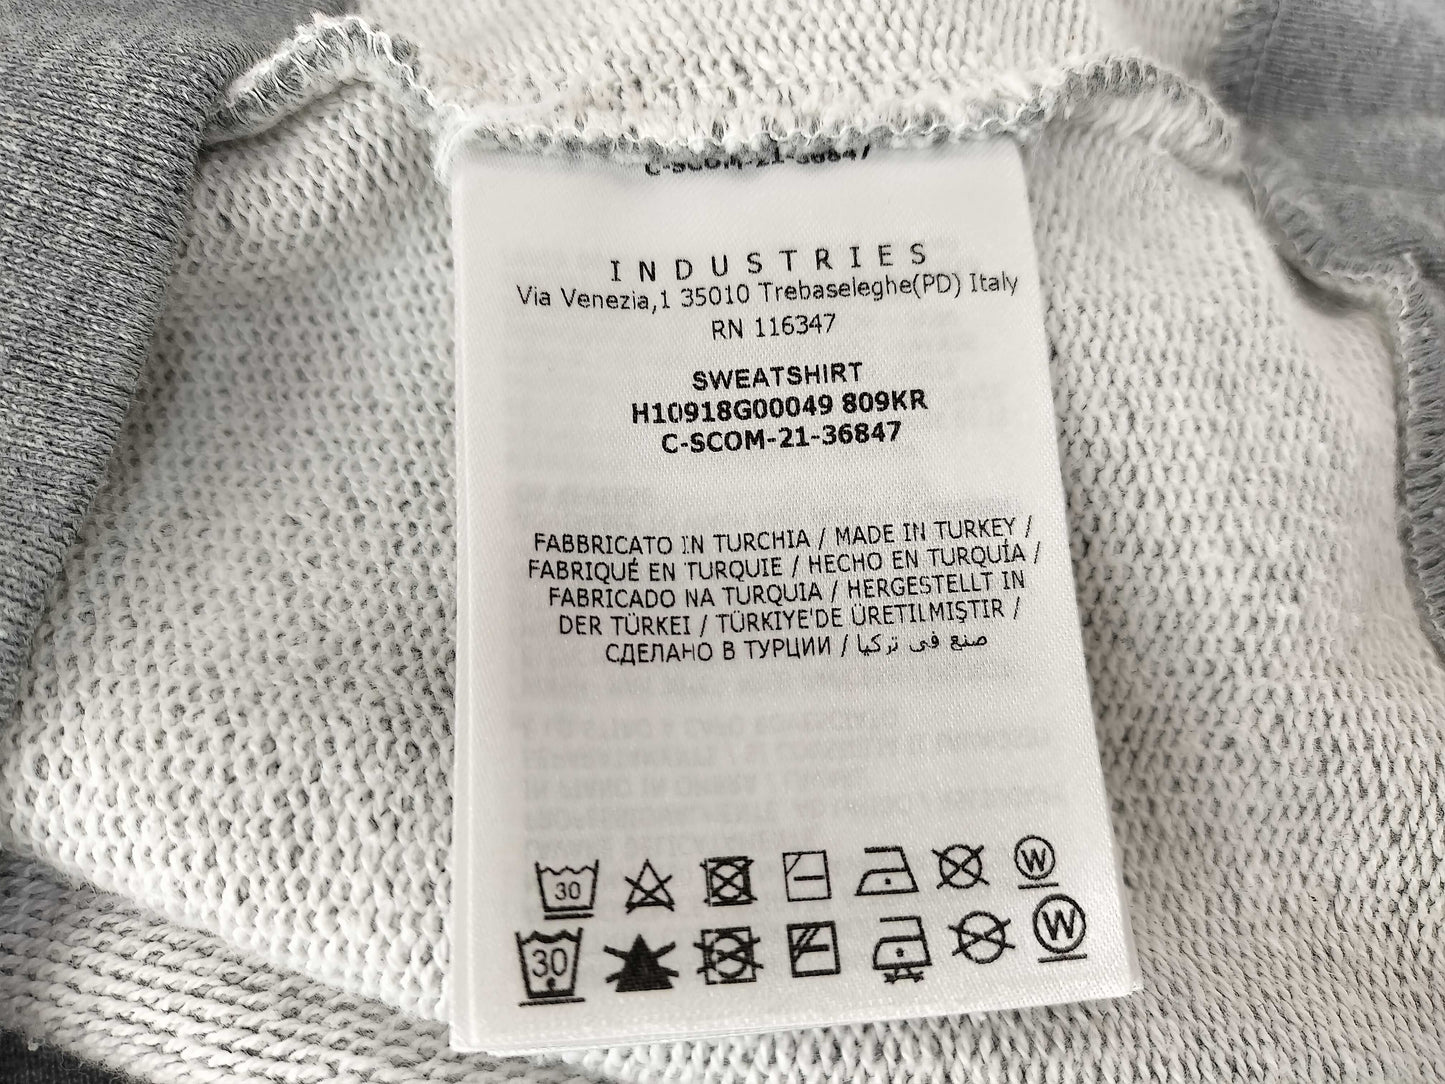 C-SCOM-21-36847
INDUSTRIES
Via Venezia,1 35010 Trebaseleghe(PD) Italy
RN 116347
SWEATSHIRT
H10918G00049 809KR
C-SCOM-21-36847
FABBRICATO IN TURCHIA / MADE IN TURKEY /
FABRIQUÉ EN TURQUIE / HECHO EN TURQUÍA /
FABRICADO NA TURQUIA / HERGESTELLT IN
DER TÜRKEI / TÜRKIYE'DE ÜRETILMIŞTIR /
СДЕЛАНО В ТУРЦИИ / صنع في تركيا
30 W
30 W